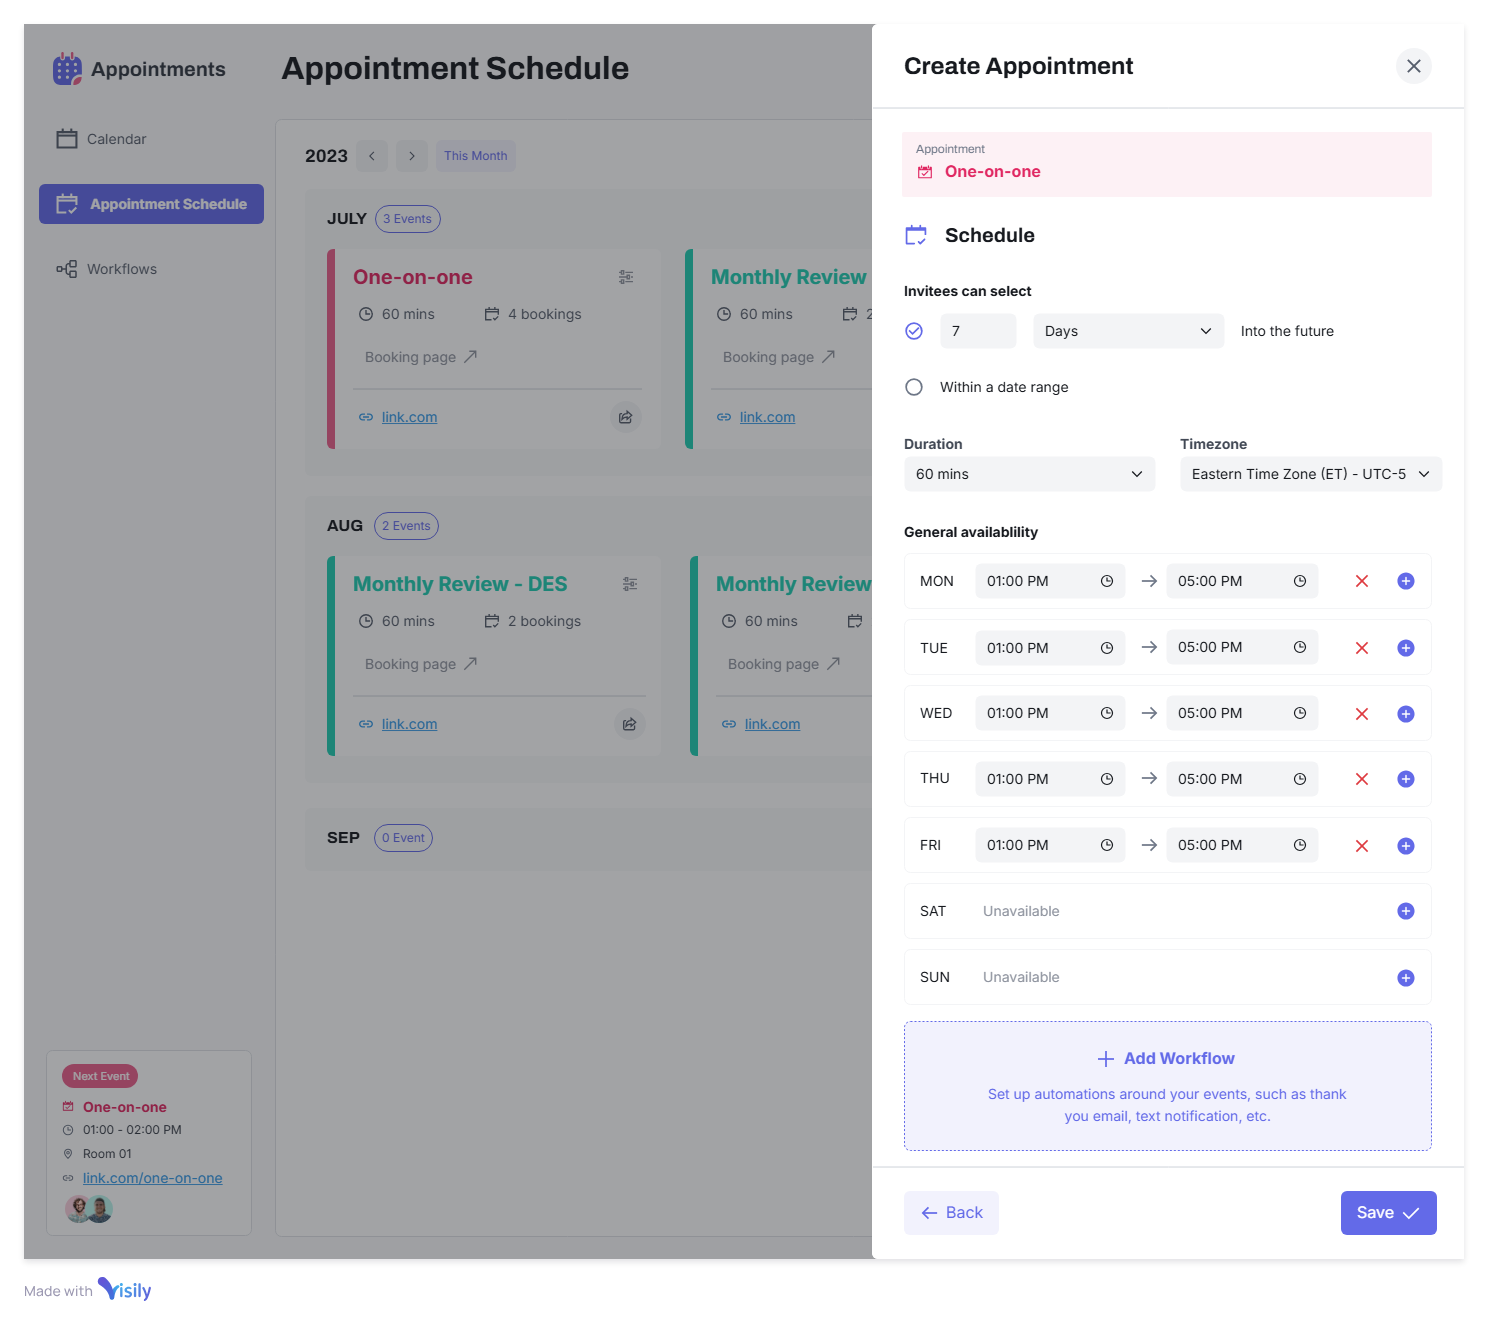 Appointments
Calendar
Appointment Schedule
Workflows
Next Event
One-on-one
01:00 - 02:00 PM
Room 01
link.com/one-on-one
Appointment Schedule
2023
This Month
JULY
3 Events
One-on-one
60 mins
4 bookings
Booking page
link.com
Monthly Review
60 mins
2
Booking page
link.com
AUG
2 Events
Monthly Review - DES
60 mins
2 bookings
Booking page
link.com
Monthly Review
60 mins
Booking page
link.com
SEP
0 Event
Create Appointment
Appointment
One-on-one
Schedule
Invitees can select
7 Days Into the future
Within a date range
Duration
60 mins
Timezone
Eastern Time Zone (ET) - UTC-5
General availablility
MON 01:00 PM 05:00 PM
TUE 01:00 PM 05:00 PM
WED 01:00 PM 05:00 PM
THU 01:00 PM 05:00 PM
FRI 01:00 PM 05:00 PM
SAT Unavailable
SUN Unavailable
Add Workflow
Set up automations around your events, such as thank
you email, text notification, etc.
Back
Save
Made with Visily